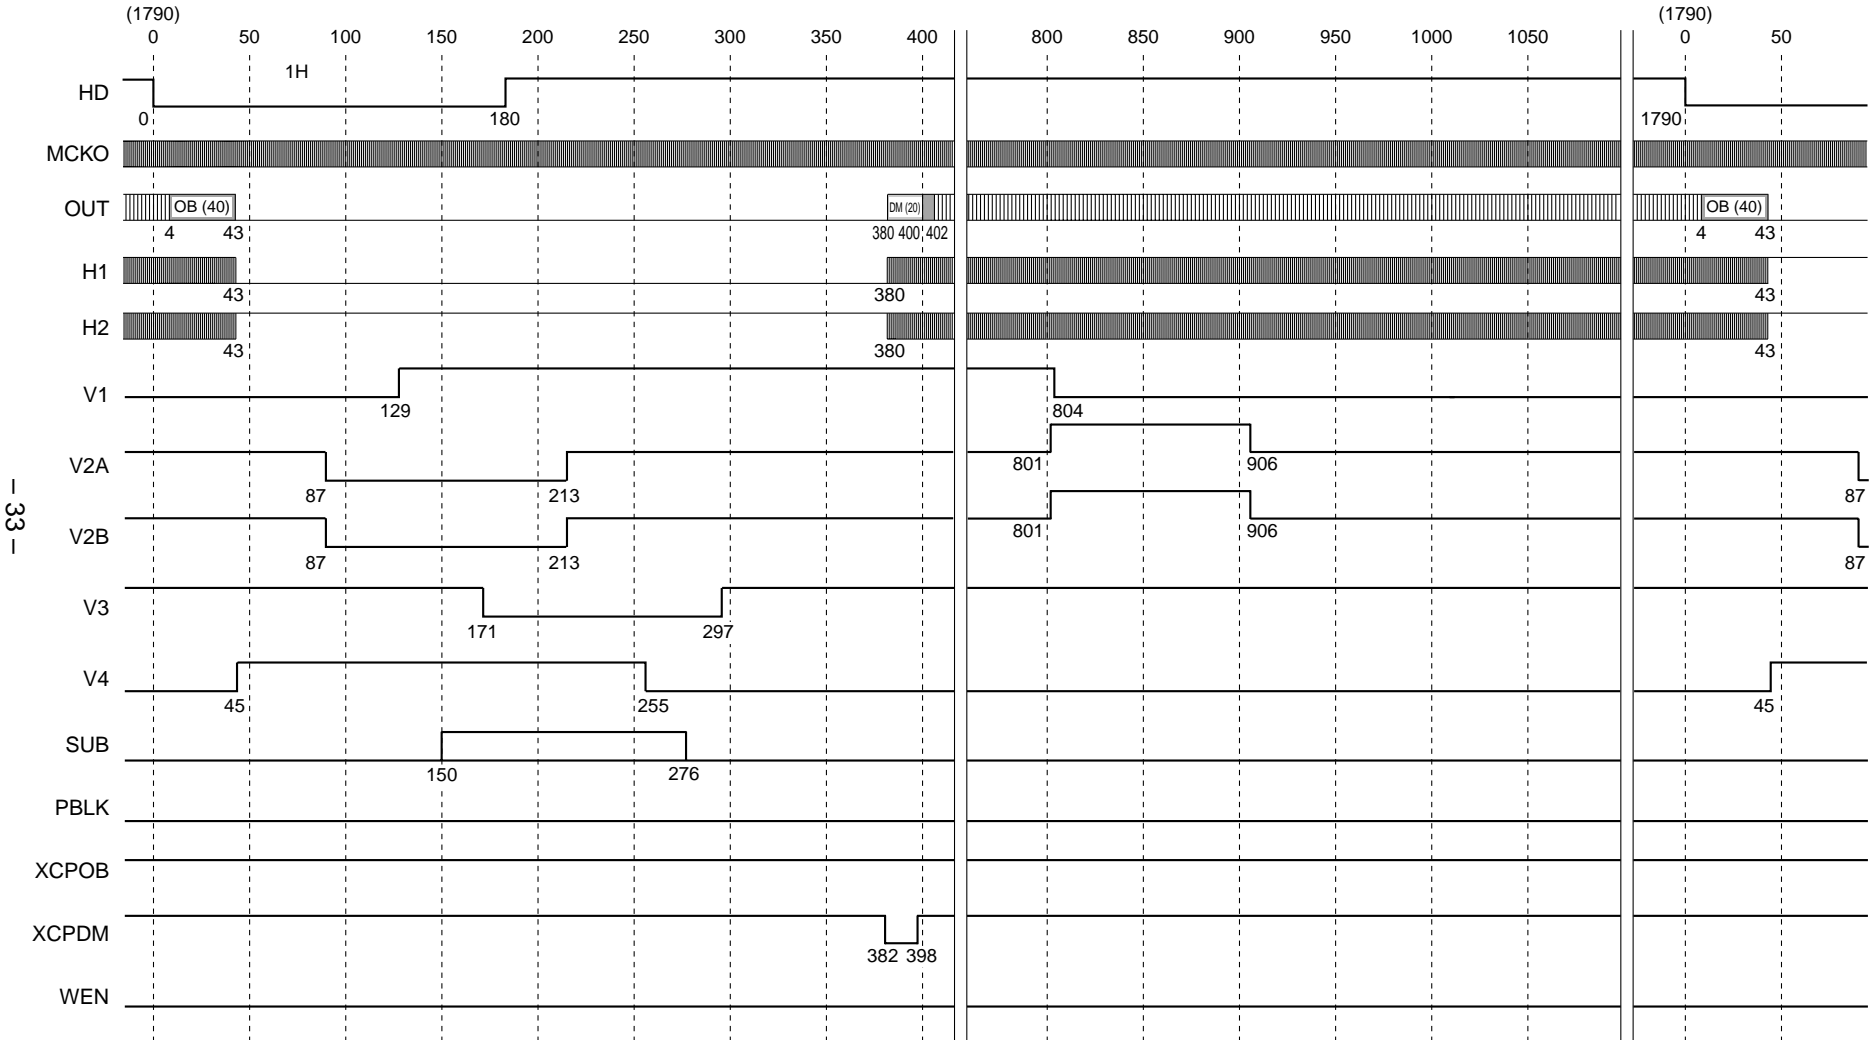 (1790) (1790)
0 50 100 150 200 250 300 350 400 800 850 900 950 1000 1050 0 50
1H
HD
0 180 1790
MCKO
OUT OB (40) DM (20) OB (40)
4 43 380 400 402 4 43
H1
43 380 43
H2
43 380 43
V1
129 804
V2A
87 213 801 906 87
V2B
87 213 801 906 87
V3
171 297
V4
45 255 45
SUB
150 276
PBLK
XCPOB
XCPDM
382 398
WEN
– 33 –